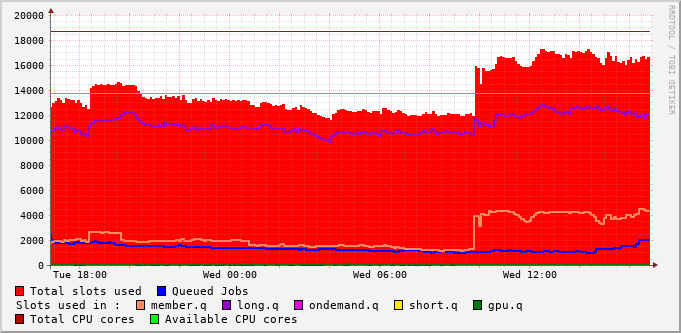 20000
18000
16000
14000
12000
10000
8000
6000
4000
2000
0
RRDTOOL / TOBI OETIKER
Tue 18:00 Wed 00:00 Wed 06:00 Wed 12:00
Total slots used Queued Jobs
Slots used in : member.q long.q ondemand.q short.q gpu.q
Total CPU cores Available CPU cores